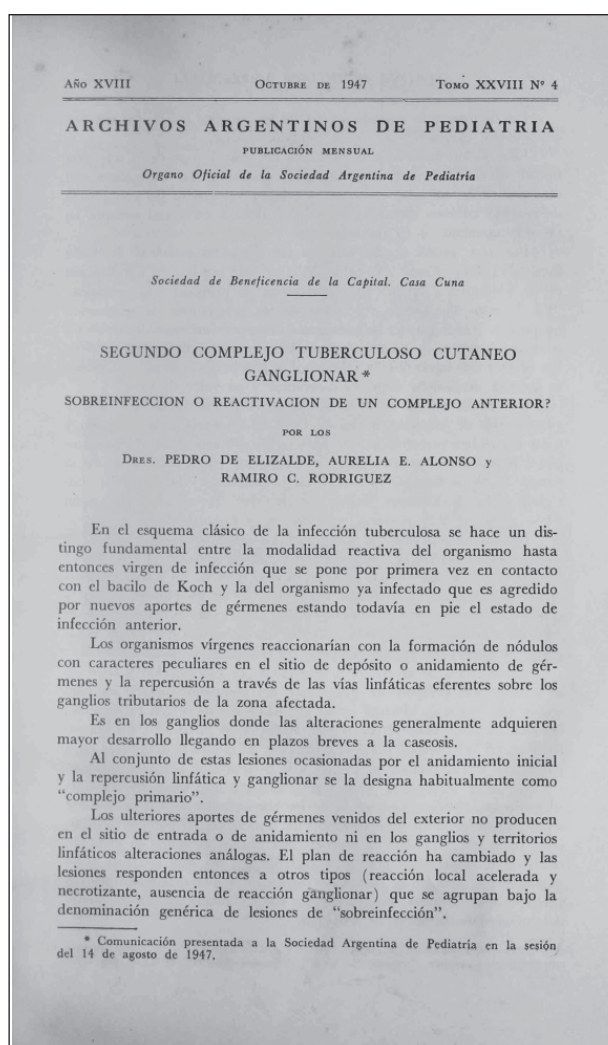 Año XVIII Octubre de 1947 Tomo XXVIII Nº 4
ARCHIVOS ARGENTINOS DE PEDIATRIA
PUBLICACIÓN MENSUAL
Organo Oficial de la Sociedad Argentina de Pediatría
Sociedad de Beneficencia de la Capital. Casa Cuna
SEGUNDO COMPLEJO TUBERCULOSO CUTANEO
GANGLIONAR *
SOBREINFECCION O REACTIVACION DE UN COMPLEJO ANTERIOR?
POR LOS
Dres. PEDRO DE ELIZALDE, AURELIA E. ALONSO y
RAMIRO C. RODRIGUEZ
En el esquema clásico de la infección tuberculosa se hace un dis-
tingo fundamental entre la modalidad reactiva del organismo hasta
entonces virgen de infección que se pone por primera vez en contacto
con el bacilo de Koch y la del organismo ya infectado que es agredido
por nuevos aportes de gérmenes estando todavía en pie el estado de
infección anterior.
Los organismos vírgenes reaccionarían con la formación de nódulos
con caracteres peculiares en el sitio de depósito o anidamiento de gér-
menes y la repercusión a través de las vías linfáticas eferentes sobre los
ganglios tributarios de la zona afectada.
Es en los ganglios donde las alteraciones generalmente adquieren
mayor desarrollo llegando en plazos breves a la caseosis.
Al conjunto de estas lesiones ocasionadas por el anidamiento inicial
y la repercusión linfática y ganglionar se la designa habitualmente como
"complejo primario".
Los ulteriores aportes de gérmenes venidos del exterior no producen
en el sitio de entrada o de anidamiento ni en los ganglios y territorios
linfáticos alteraciones análogas. El plan de reacción ha cambiado y las
lesiones responden entonces a otros tipos (reacción local acelerada y
necrotizante, ausencia de reacción ganglionar) que se agrupan bajo la
denominación genérica de lesiones de "sobreinfección".
* Comunicación presentada a la Sociedad Argentina de Pediatría en la sesión
del 14 de agosto de 1947.